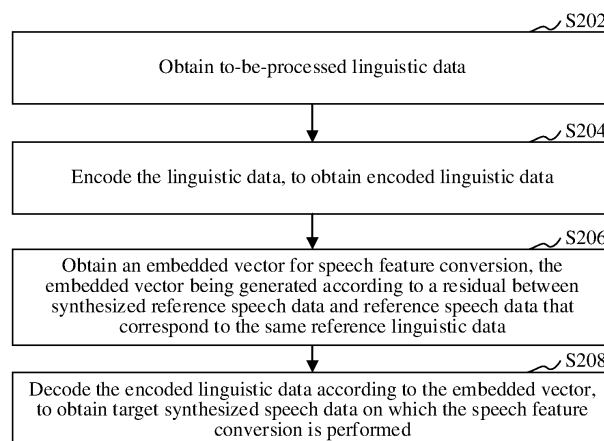 S202
Obtain to-be-processed linguistic data
S204
Encode the linguistic data, to obtain encoded linguistic data
S206
Obtain an embedded vector for speech feature conversion, the
embedded vector being generated according to a residual between
synthesized reference speech data and reference speech data that
correspond to the same reference linguistic data
S208
Decode the encoded linguistic data according to the embedded vector,
to obtain target synthesized speech data on which the speech feature
conversion is performed